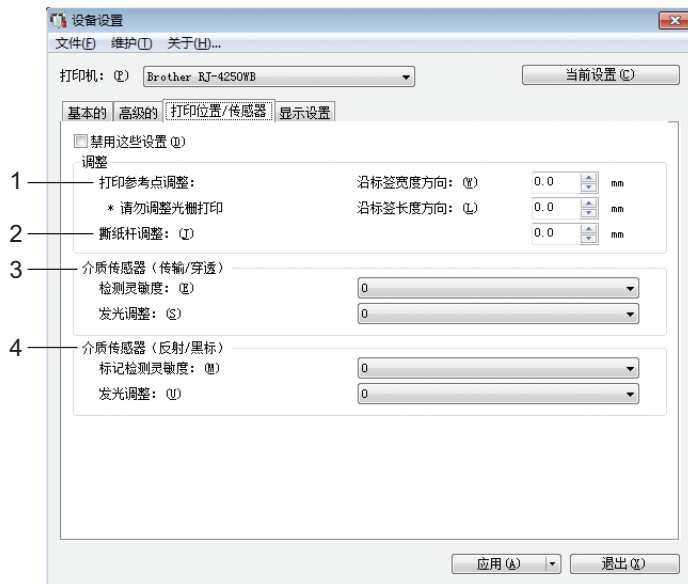 设备设置
文件(F) 维护(T) 关于(H)...
打印机: (P) Brother RJ-4250WB 当前设置(C)
基本的 高级的 打印位置/传感器 显示设置
禁用这些设置(D)
调整
1 打印参考点调整: 沿标签宽度方向: (W) 0.0 mm
* 请勿调整光栅打印 沿标签长度方向: (L) 0.0 mm
2 撕纸杆调整: (J) 0.0 mm
3 介质传感器 (传输/穿透)
检测灵敏度: (E) 0
发光调整: (S) 0
4 介质传感器 (反射/黑标)
标记检测灵敏度: (M) 0
发光调整: (U) 0
应用(A) 退出(X)